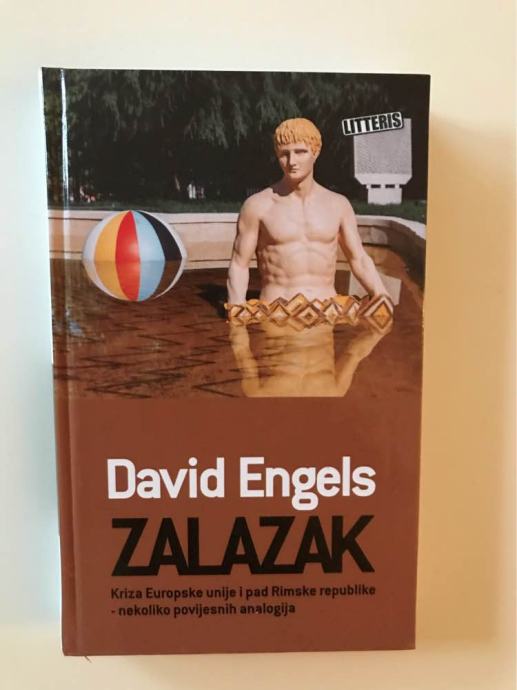 LITTERIS
David Engels
ZALAZAK
Kriza Europske unije i pad Rimske republike
- nekoliko povijesnih analogija